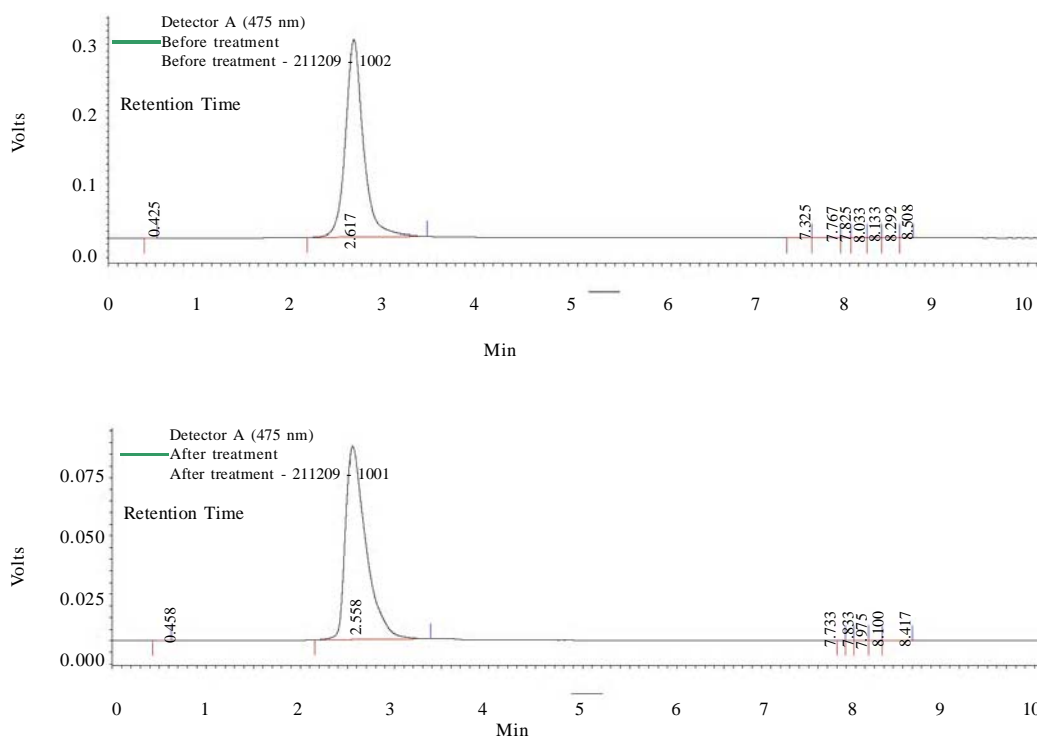 Detector A (475 nm)
Before treatment
Before treatment - 211209 - 1002
Retention Time
Volts
0.3
0.2
0.1
0.0
0.425
2.617
7.325
7.767
7.825
8.033
8.133
8.292
8.508
0 1 2 3 4 5 6 7 8 9 10
Min
Detector A (475 nm)
After treatment
After treatment - 211209 - 1001
Retention Time
Volts
0.075
0.050
0.025
0.000
0.458
2.558
7.733
7.833
7.975
8.100
8.417
0 1 2 3 4 5 6 7 8 9 10
Min